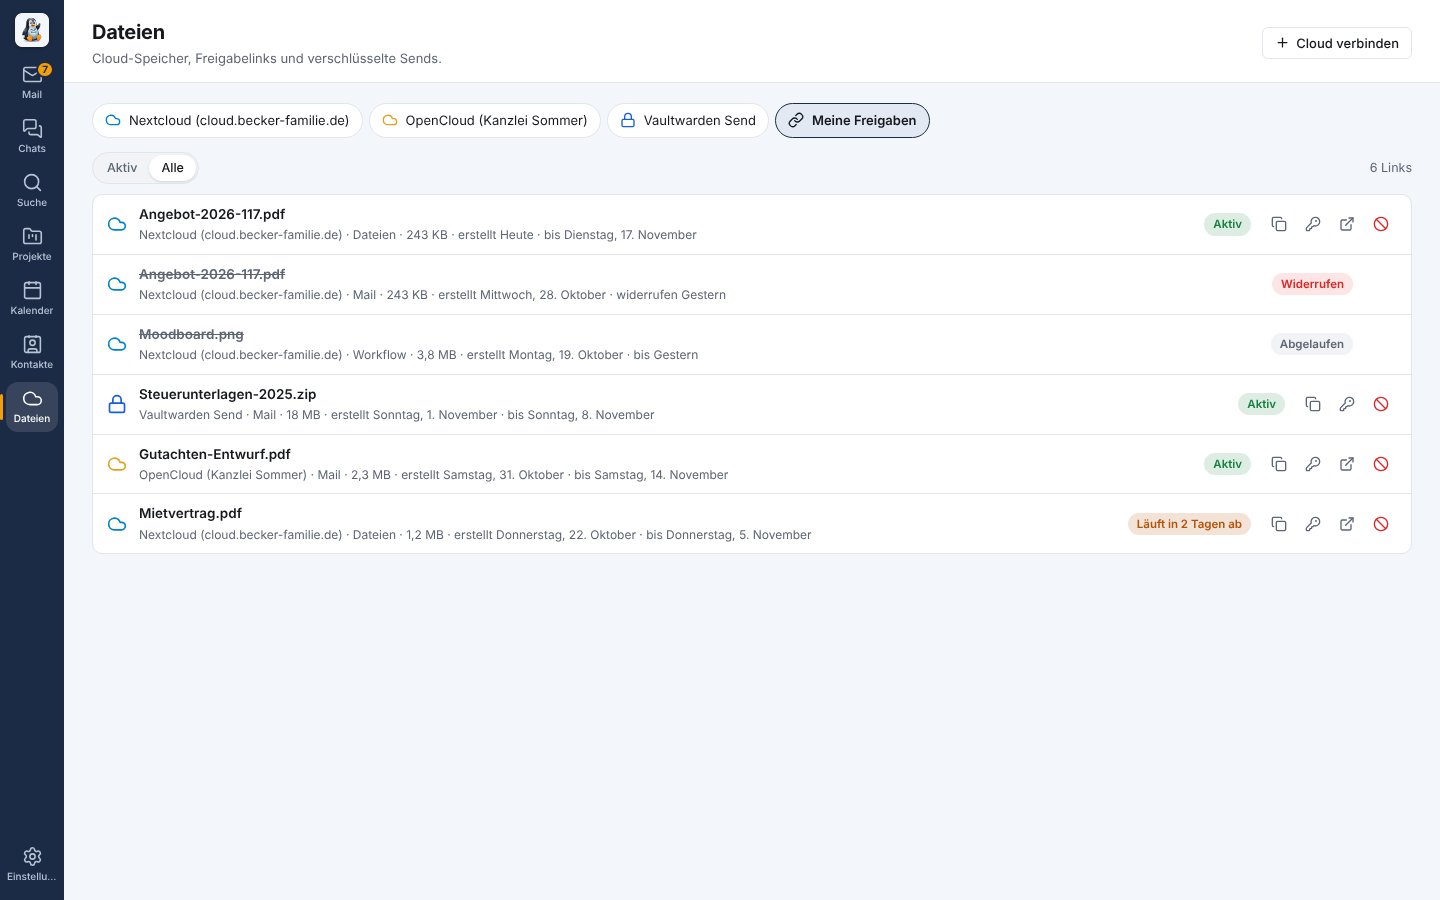 Dateien
Cloud-Speicher, Freigabelinks und verschlüsselte Sends.
Cloud verbinden
7
Mail
Chats
Suche
Projekte
Kalender
Kontakte
Dateien
Einstellu...
Nextcloud (cloud.becker-familie.de)
OpenCloud (Kanzlei Sommer)
Vaultwarden Send
Meine Freigaben
Aktiv
Alle
6 Links
Angebot-2026-117.pdf
Nextcloud (cloud.becker-familie.de) · Dateien · 243 KB · erstellt Heute · bis Dienstag, 17. November
Aktiv
Angebot-2026-117.pdf
Nextcloud (cloud.becker-familie.de) · Mail · 243 KB · erstellt Mittwoch, 28. Oktober · widerrufen Gestern
Widerrufen
Moodboard.png
Nextcloud (cloud.becker-familie.de) · Workflow · 3,8 MB · erstellt Montag, 19. Oktober · bis Gestern
Abgelaufen
Steuerunterlagen-2025.zip
Vaultwarden Send · Mail · 18 MB · erstellt Sonntag, 1. November · bis Sonntag, 8. November
Aktiv
Gutachten-Entwurf.pdf
OpenCloud (Kanzlei Sommer) · Mail · 2,3 MB · erstellt Samstag, 31. Oktober · bis Samstag, 14. November
Aktiv
Mietvertrag.pdf
Nextcloud (cloud.becker-familie.de) · Dateien · 1,2 MB · erstellt Donnerstag, 22. Oktober · bis Donnerstag, 5. November
Läuft in 2 Tagen ab